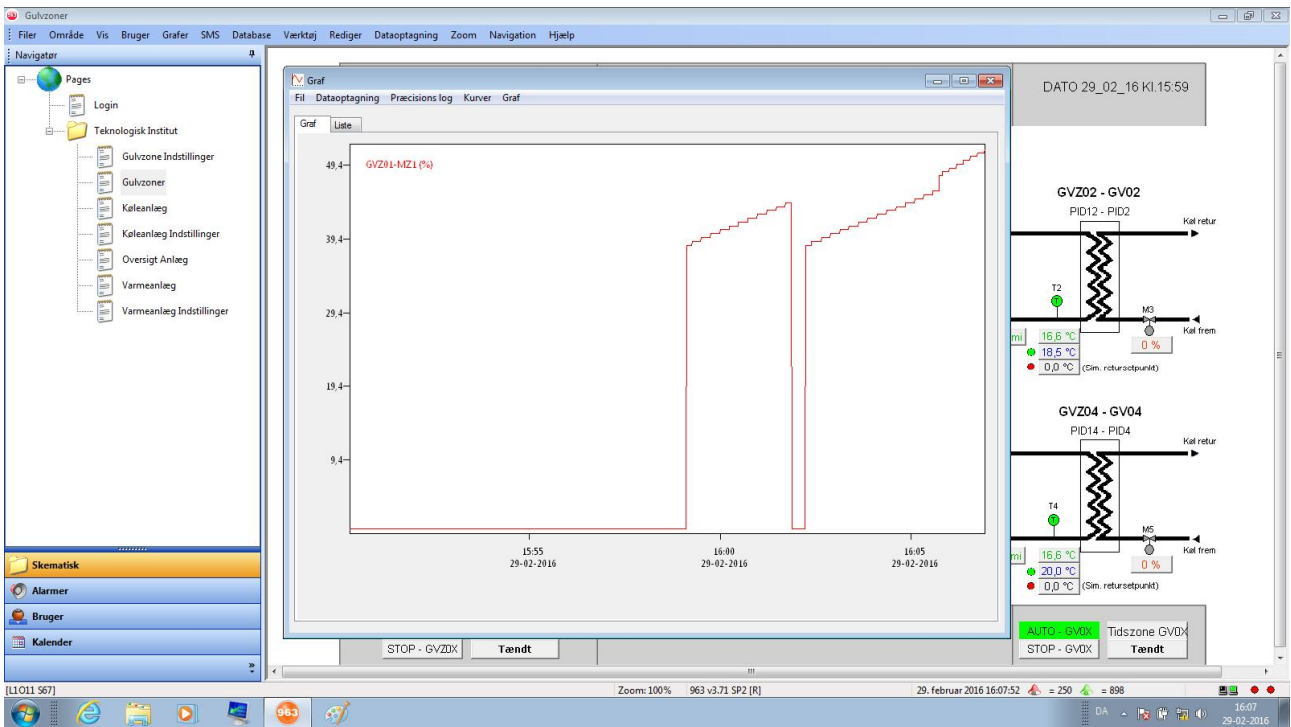 Gulvzoner
Filer Område Vis Bruger Grafer SMS Database Værktøj Rediger Dataoptagning Zoom Navigation Hjælp
Navigatør
Pages
Login
Teknologisk Institut
Gulvzone Indstillinger
Gulvzoner
Køleanlæg
Køleanlæg Indstillinger
Oversigt Anlæg
Varmeanlæg
Varmeanlæg Indstillinger
Skematisk
Alarmer
Bruger
Kalender
Graf
Fil Dataoptagning Præcisions log Kurver Graf
Graf Liste
GVZ01-MZ1 (%)
49,4
39,4
29,4
19,4
9,4
15:55 16:00 16:05
29-02-2016 29-02-2016 29-02-2016
DATO 29_02_16 Kl.15:59
GVZ02 - GV02
PID12 - PID2
Køl retur
T2
T
M3
Køl frem
mi 16,6 °C
0 %
18,5 °C
0,0 °C (Sim. retursetpunkt)
GVZ04 - GV04
PID14 - PID4
Køl retur
T4
T
M5
Køl frem
mi 16,6 °C
0 %
20,0 °C
0,0 °C (Sim. retursetpunkt)
STOP - GVZ0X Tændt
AUTO - GV0X Tidszone GV0X
STOP - GV0X Tændt
[L1011 S67] Zoom: 100% 963 v3.71 SP2 [R] 29. februar 2016 16:07:52 = 250 = 898
963
DA
16:07
29-02-2016